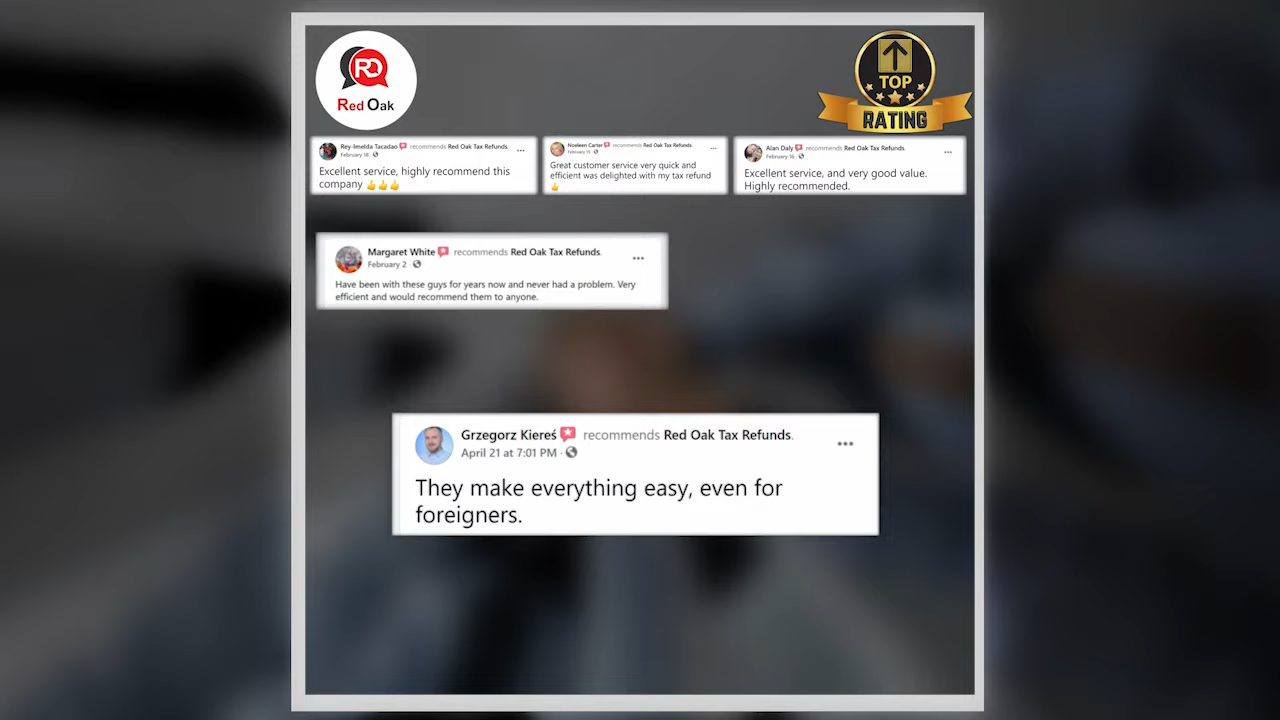 RD
Red Oak
TOP
RATING
Rey-Imelda Tacadao recommends Red Oak Tax Refunds.
February 18 ·
Excellent service, highly recommend this
company 👍👍👍
Noeleen Carter recommends Red Oak Tax Refunds.
February 15 ·
Great customer service very quick and
efficient was delighted with my tax refund
👍
Alan Daly recommends Red Oak Tax Refunds.
February 16 ·
Excellent service, and very good value.
Highly recommended.
Margaret White recommends Red Oak Tax Refunds.
February 2 ·
Have been with these guys for years now and never had a problem. Very
efficient and would recommend them to anyone.
Grzegorz Kiereś recommends Red Oak Tax Refunds.
April 21 at 7:01 PM ·
They make everything easy, even for
foreigners.